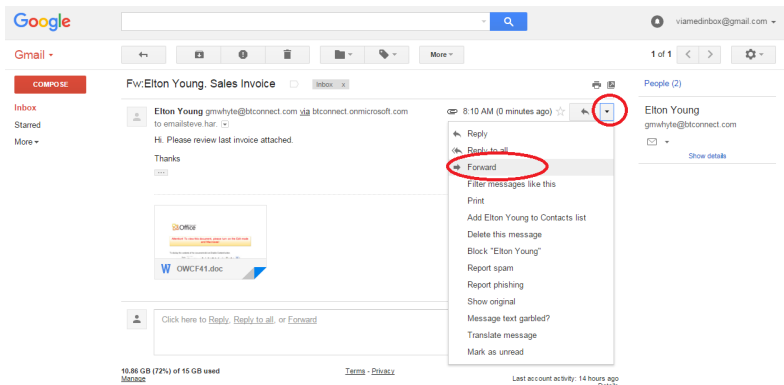 Google
viamedinbox@gmail.com
Gmail
More
1 of 1
COMPOSE
Fw:Elton Young, Sales Invoice
Inbox x
People (2)
Inbox
Starred
More
Elton Young gmwhyte@btconnect.com via btconnect.onmicrosoft.com
8:10 AM (0 minutes ago)
to emailsteve.har.
Elton Young
gmwhyte@btconnect.com
Show details
Hi. Please review last invoice attached.
Thanks
Reply
Reply to all
Forward
Filter messages like this
Print
Add Elton Young to Contacts list
Delete this message
Block "Elton Young"
Report spam
Report phishing
Show original
Message text garbled?
Translate message
Mark as unread
Office
W OWCF41.doc
Click here to Reply, Reply to all, or Forward
10.86 GB (72%) of 15 GB used
Manage
Terms - Privacy
Last account activity: 14 hours ago
Details